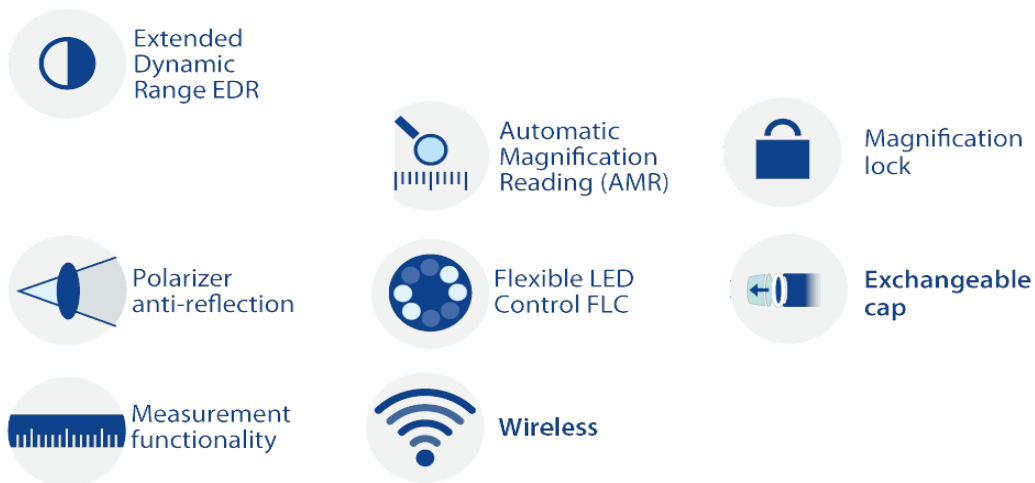 Extended
Dynamic
Range EDR
Automatic
Magnification
Reading (AMR)
Magnification
lock
Polarizer
anti-reflection
Flexible LED
Control FLC
Exchangeable
cap
Measurement
functionality
Wireless